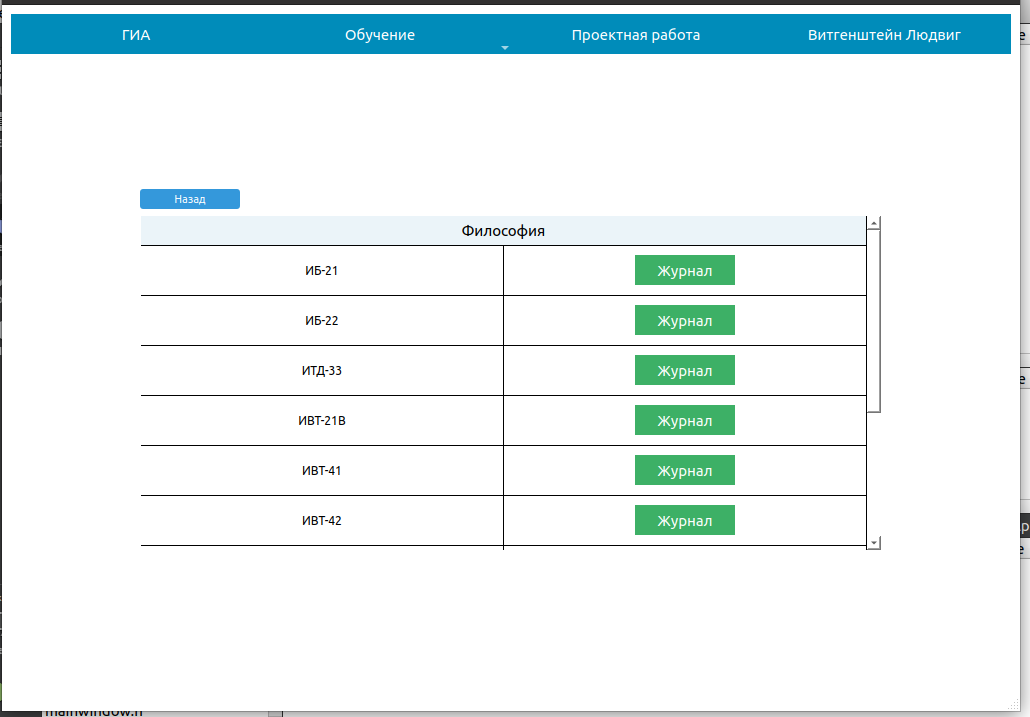 ГИА Обучение Проектная работа Витгенштейн Людвиг
Назад
Философия
ИБ-21 Журнал
ИБ-22 Журнал
ИТД-33 Журнал
ИВТ-21В Журнал
ИВТ-41 Журнал
ИВТ-42 Журнал
mainwindow.h